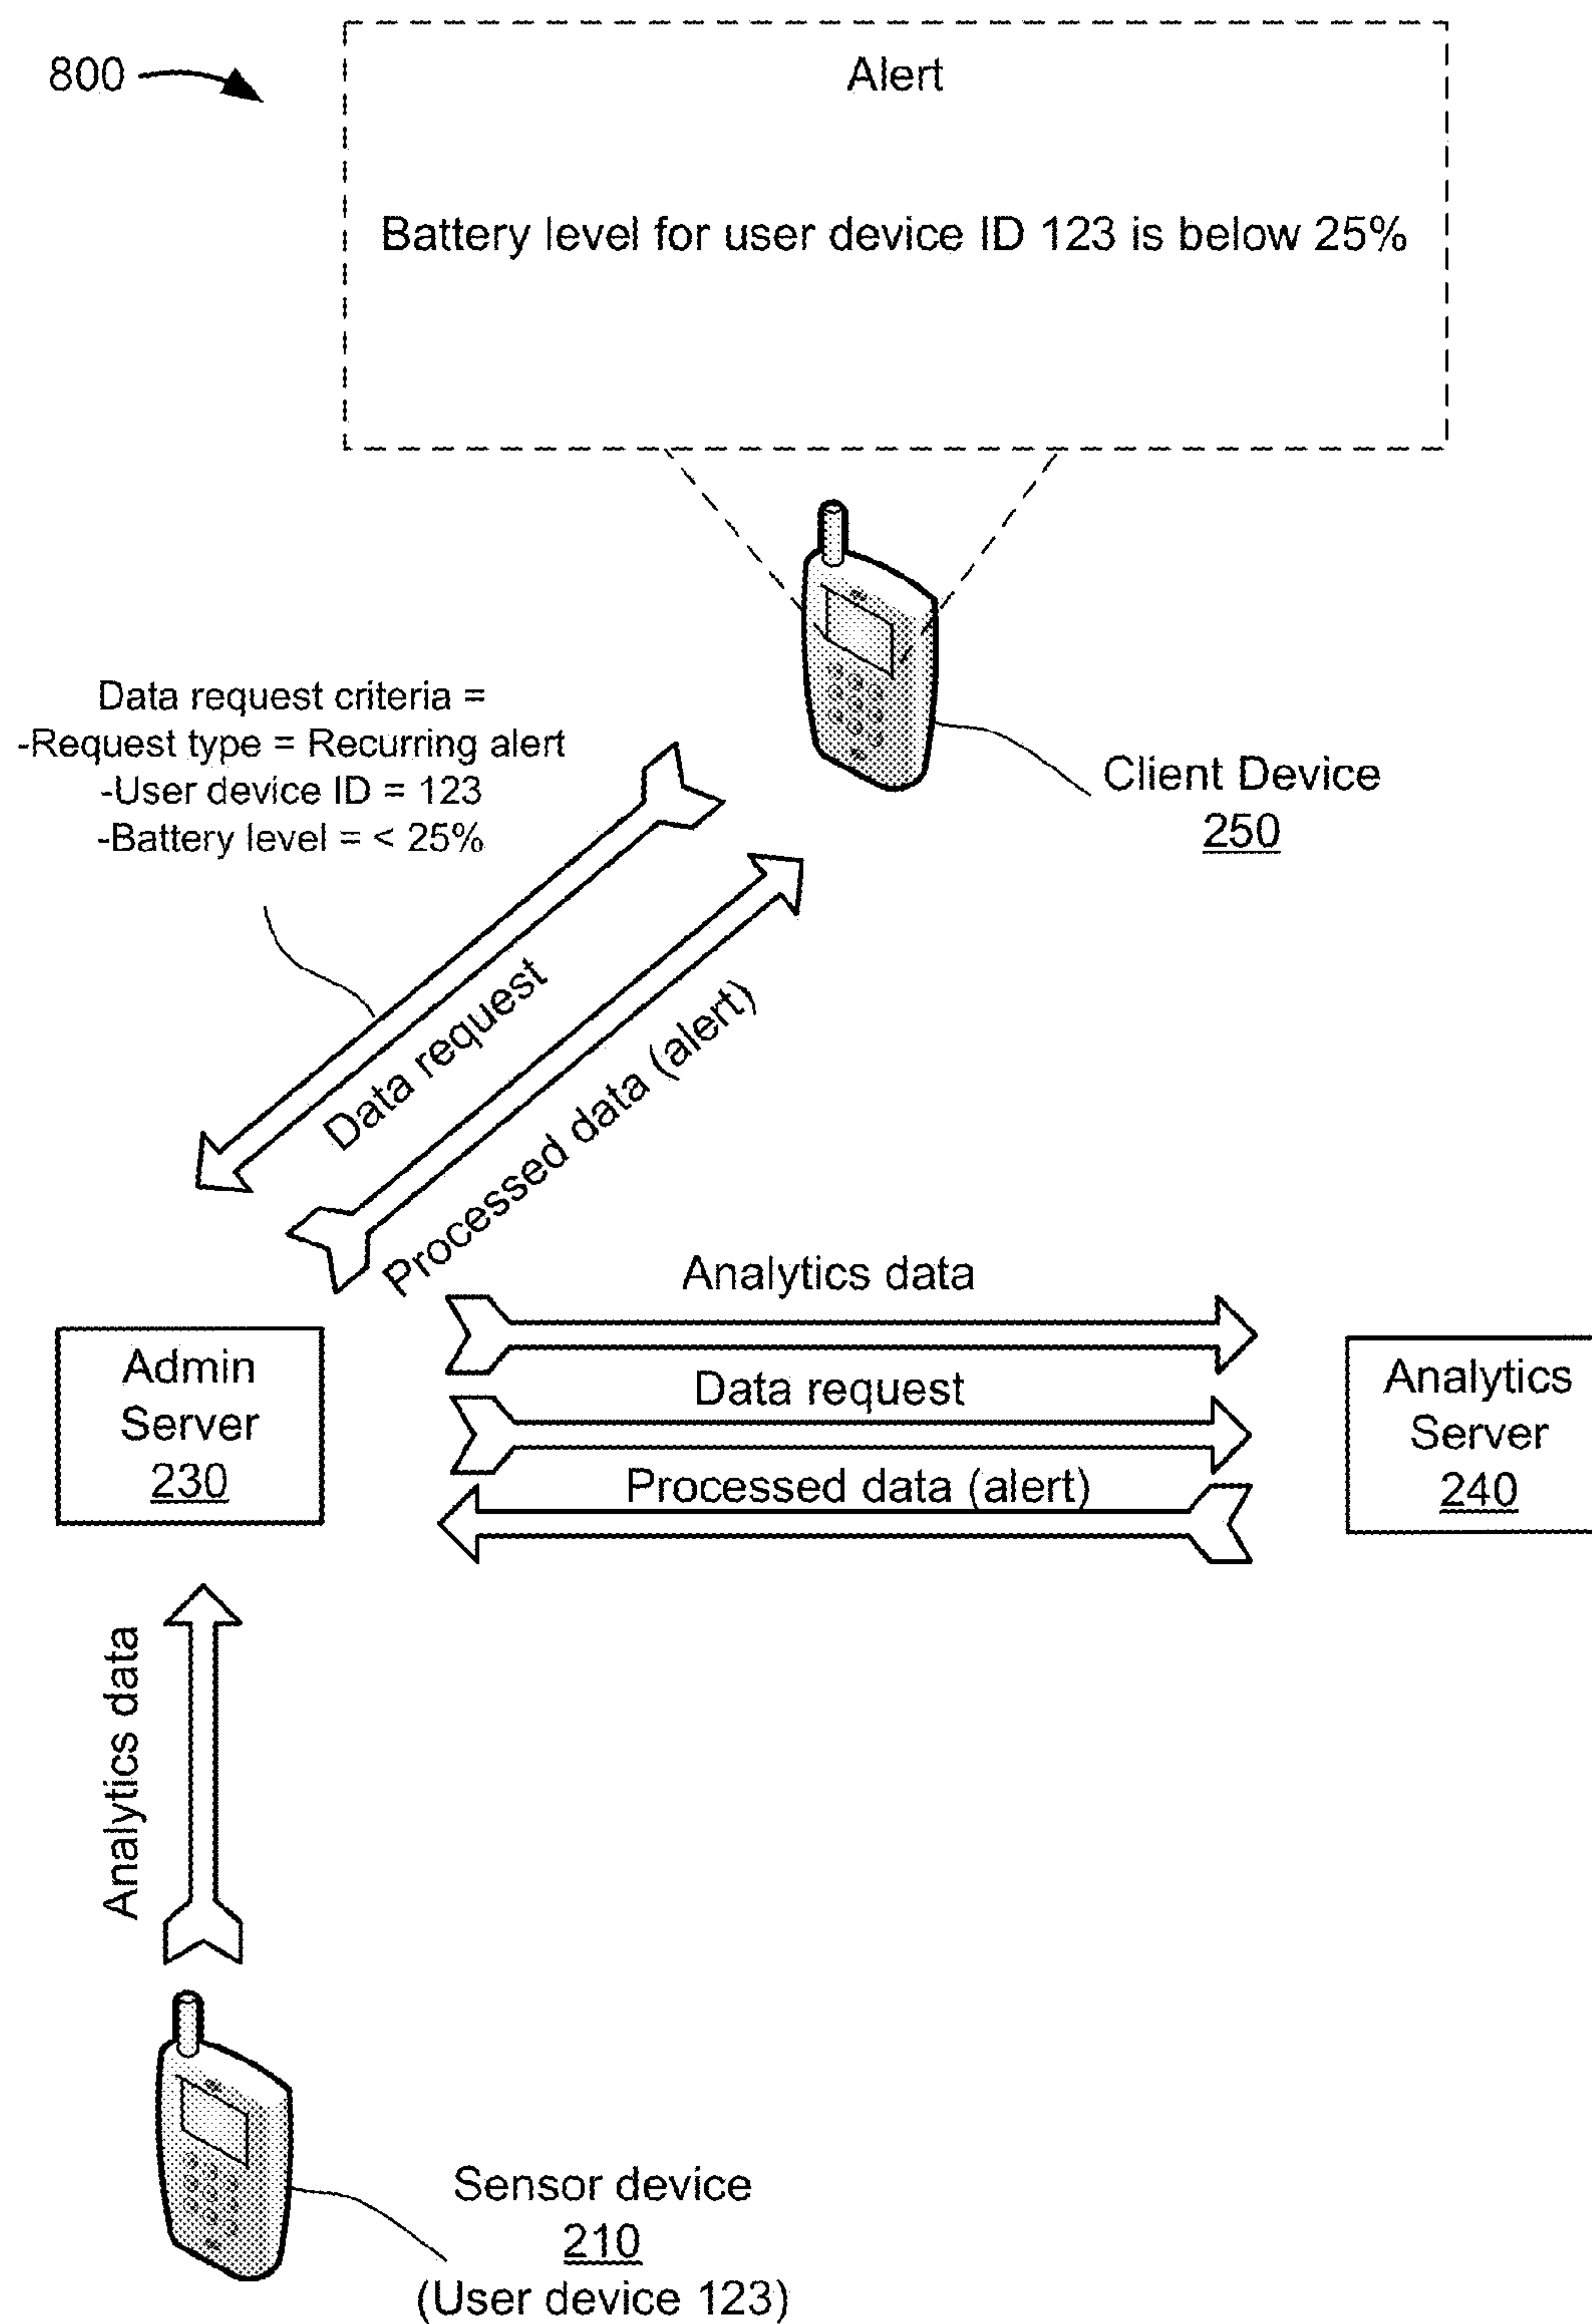 800
Alert
Battery level for user device ID 123 is below 25%
Data request criteria =
-Request type = Recurring alert
-User device ID = 123
-Battery level = < 25%
Client Device
250
Data request
Processed data (alert)
Analytics data
Data request
Processed data (alert)
Admin
Server
230
Analytics
Server
240
Analytics data
Sensor device
210
(User device 123)